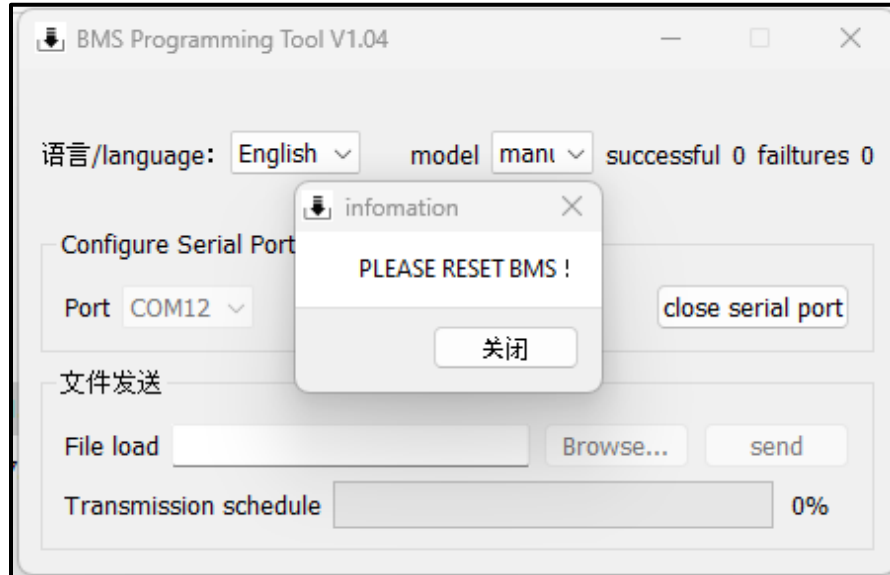 BMS Programming Tool V1.04
语言/language: English model manu successful 0 failtures 0
infomation
PLEASE RESET BMS !
关闭
Configure Serial Port
Port COM12 close serial port
文件发送
File load Browse... send
Transmission schedule 0%